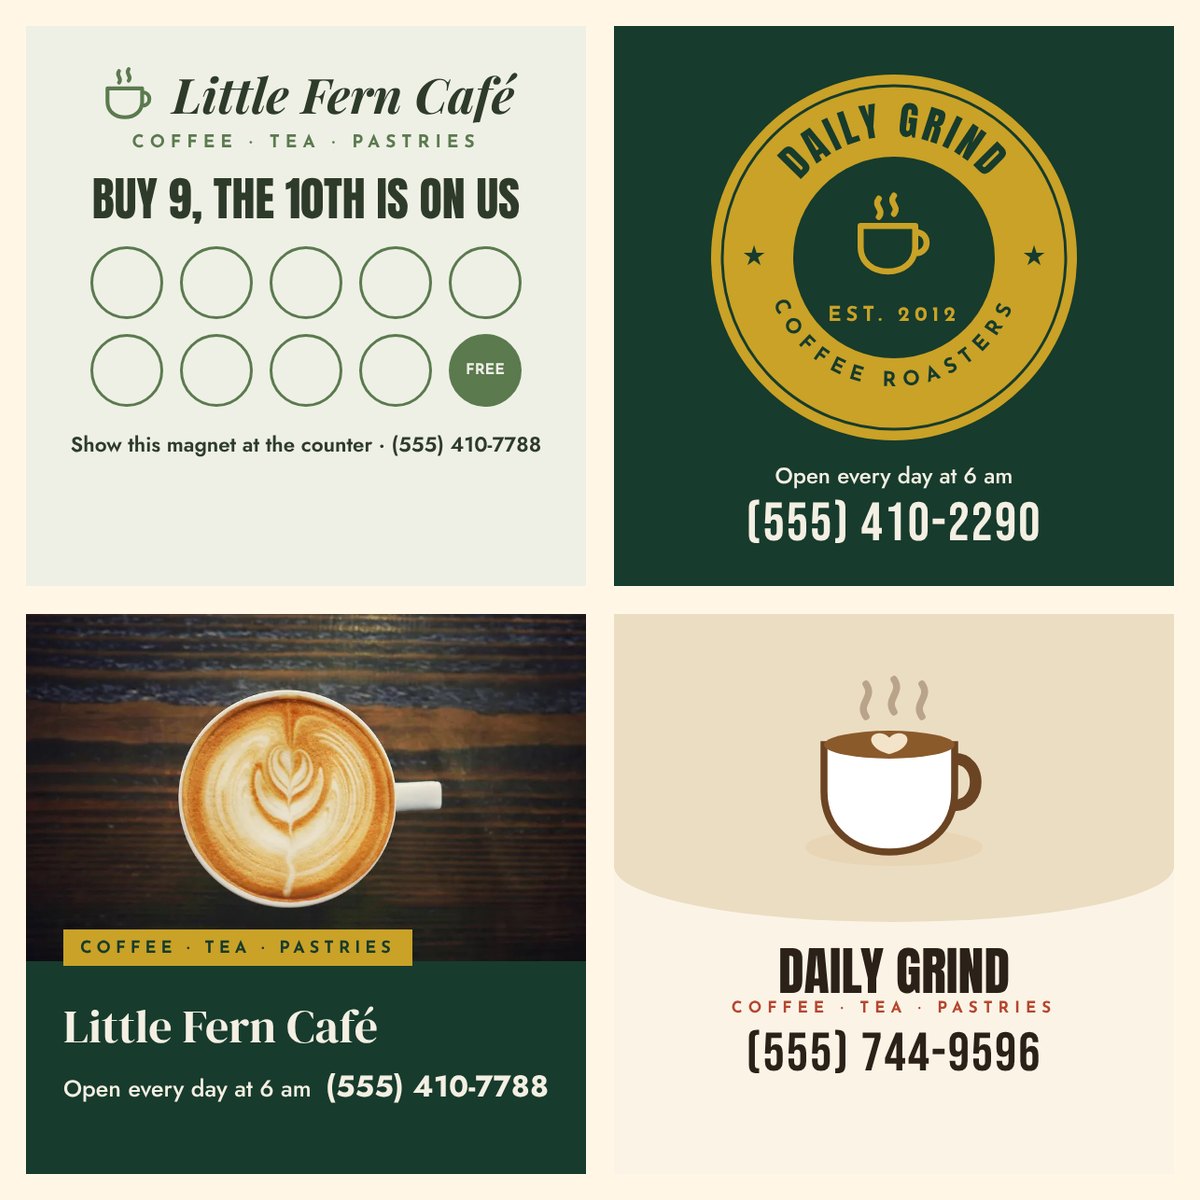 Little Fern Café
COFFEE · TEA · PASTRIES
BUY 9, THE 10TH IS ON US
FREE
Show this magnet at the counter · (555) 410-7788
DAILY GRIND
EST. 2012
COFFEE ROASTERS
Open every day at 6 am
(555) 410-2290
COFFEE · TEA · PASTRIES
Little Fern Café
Open every day at 6 am (555) 410-7788
DAILY GRIND
COFFEE · TEA · PASTRIES
(555) 744-9596